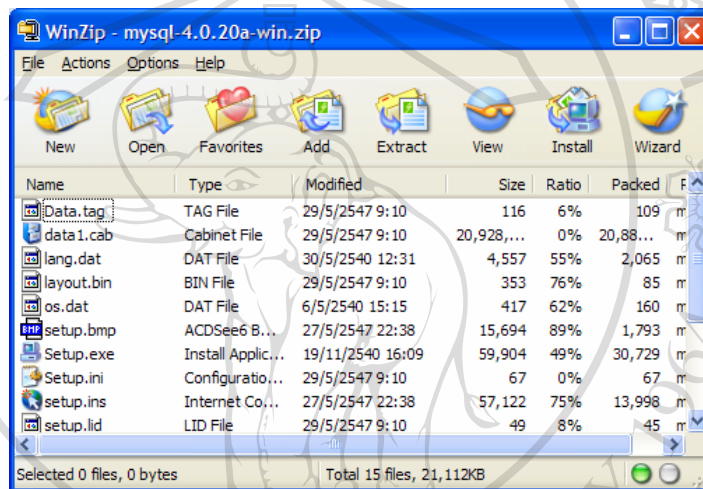 WinZip - mysql-4.0.20a-win.zip
File Actions Options Help
New Open Favorites Add Extract View Install Wizard
Name Type Modified Size Ratio Packed
Data.tag TAG File 29/5/2547 9:10 116 6% 109
data1.cab Cabinet File 29/5/2547 9:10 20,928,... 0% 20,88...
lang.dat DAT File 30/5/2540 12:31 4,557 55% 2,065
layout.bin BIN File 29/5/2547 9:10 353 76% 85
os.dat DAT File 6/5/2540 15:15 417 62% 160
setup.bmp ACDSee6 B... 27/5/2547 22:38 15,694 89% 1,793
Setup.exe Install Applic... 19/11/2540 16:09 59,904 49% 30,729
Setup.ini Configuratio... 29/5/2547 9:10 67 0% 67
setup.ins Internet Co... 27/5/2547 22:38 57,122 75% 13,998
setup.lid LID File 29/5/2547 9:10 49 8% 45
Selected 0 files, 0 bytes Total 15 files, 21,112KB